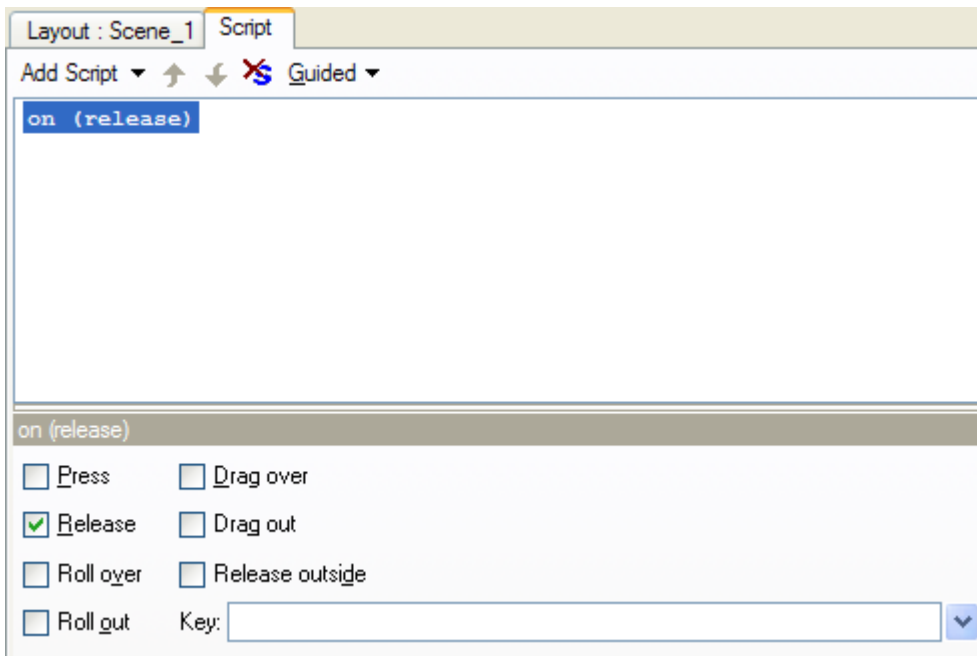 Layout : Scene_1 Script
Add Script Guided
on (release)
on (release)
Press Drag over
Release Drag out
Roll over Release outside
Roll out Key: